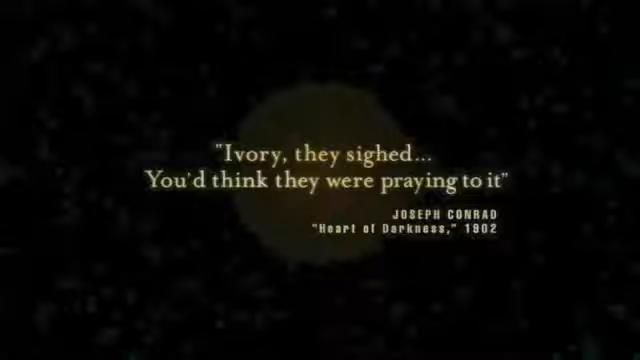 "Ivory, they sighed...
You'd think they were praying to it"
JOSEPH CONRAD
"Heart of Darkness," 1902